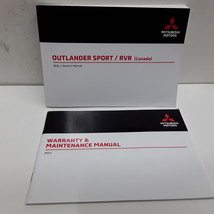 OUTLANDER SPORT / RVR (Canada)
Owner's Manual
MITSUBISHI
MOTORS
WARRANTY &
MAINTENANCE MANUAL
MITSUBISHI
MOTORS